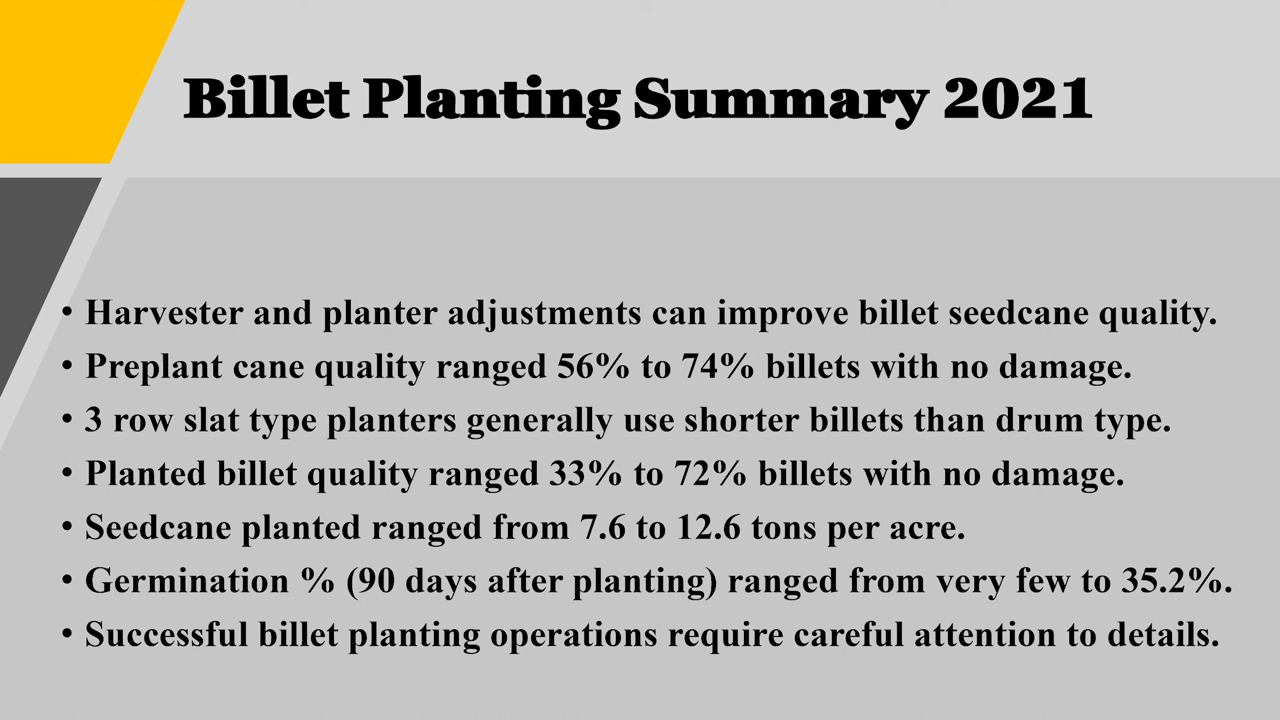 Billet Planting Summary 2021
• Harvester and planter adjustments can improve billet seedcane quality.
• Preplant cane quality ranged 56% to 74% billets with no damage.
• 3 row slat type planters generally use shorter billets than drum type.
• Planted billet quality ranged 33% to 72% billets with no damage.
• Seedcane planted ranged from 7.6 to 12.6 tons per acre.
• Germination % (90 days after planting) ranged from very few to 35.2%.
• Successful billet planting operations require careful attention to details.